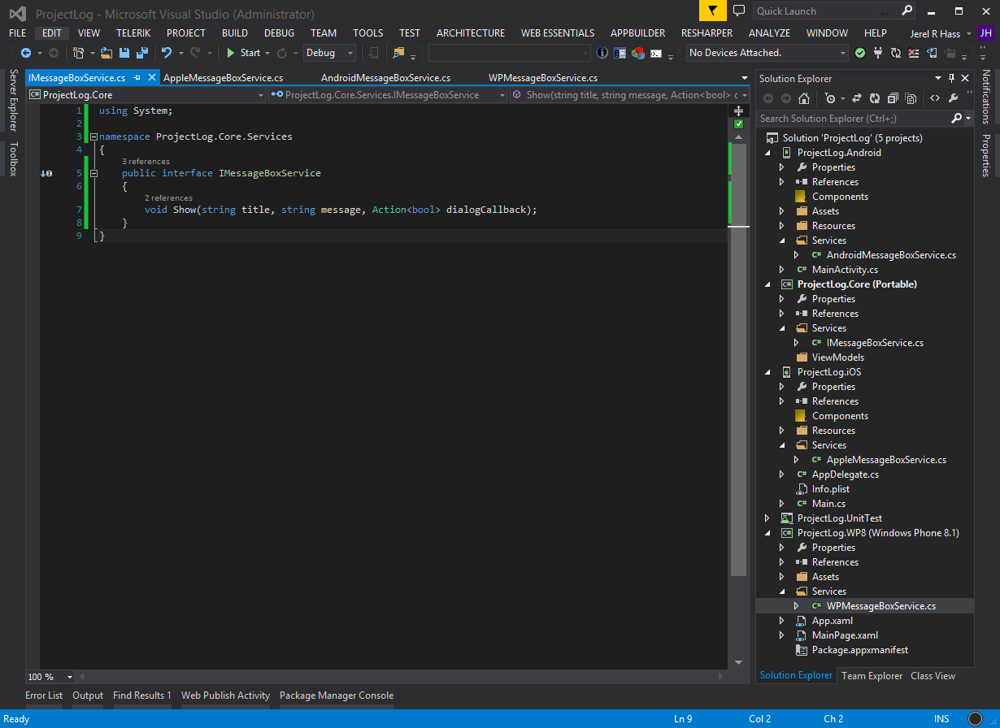 ProjectLog - Microsoft Visual Studio (Administrator)
Quick Launch
FILE EDIT VIEW TELERIK PROJECT BUILD DEBUG TEAM TOOLS TEST ARCHITECTURE WEB ESSENTIALS APPBUILDER RESHARPER ANALYZE WINDOW HELP Jerel R Hass JH
Start Debug No Devices Attached.
Server Explorer
Toolbox
IMessageBoxService.cs AppleMessageBoxService.cs AndroidMessageBoxService.cs WPMessageBoxService.cs
C# ProjectLog.Core ProjectLog.Core.Services.IMessageBoxService Show(string title, string message, Action<bool> c
1 using System;
2
3 namespace ProjectLog.Core.Services
4 {
3 references
5 public interface IMessageBoxService
6 {
2 references
7 void Show(string title, string message, Action<bool> dialogCallback);
8 }
9 }
100 %
Solution Explorer
Search Solution Explorer (Ctrl+;)
Solution 'ProjectLog' (5 projects)
ProjectLog.Android
Properties
References
Components
Assets
Resources
Services
C# AndroidMessageBoxService.cs
C# MainActivity.cs
C# ProjectLog.Core (Portable)
Properties
References
Services
C# IMessageBoxService.cs
ViewModels
ProjectLog.iOS
Properties
References
Components
Resources
Services
C# AppleMessageBoxService.cs
C# AppDelegate.cs
Info.plist
C# Main.cs
ProjectLog.UnitTest
C# ProjectLog.WP8 (Windows Phone 8.1)
Properties
References
Assets
Services
C# WPMessageBoxService.cs
App.xaml
MainPage.xaml
Package.appxmanifest
Solution Explorer Team Explorer Class View
Notifications
Properties
Error List Output Find Results 1 Web Publish Activity Package Manager Console
Ready Ln 9 Col 2 Ch 2 INS